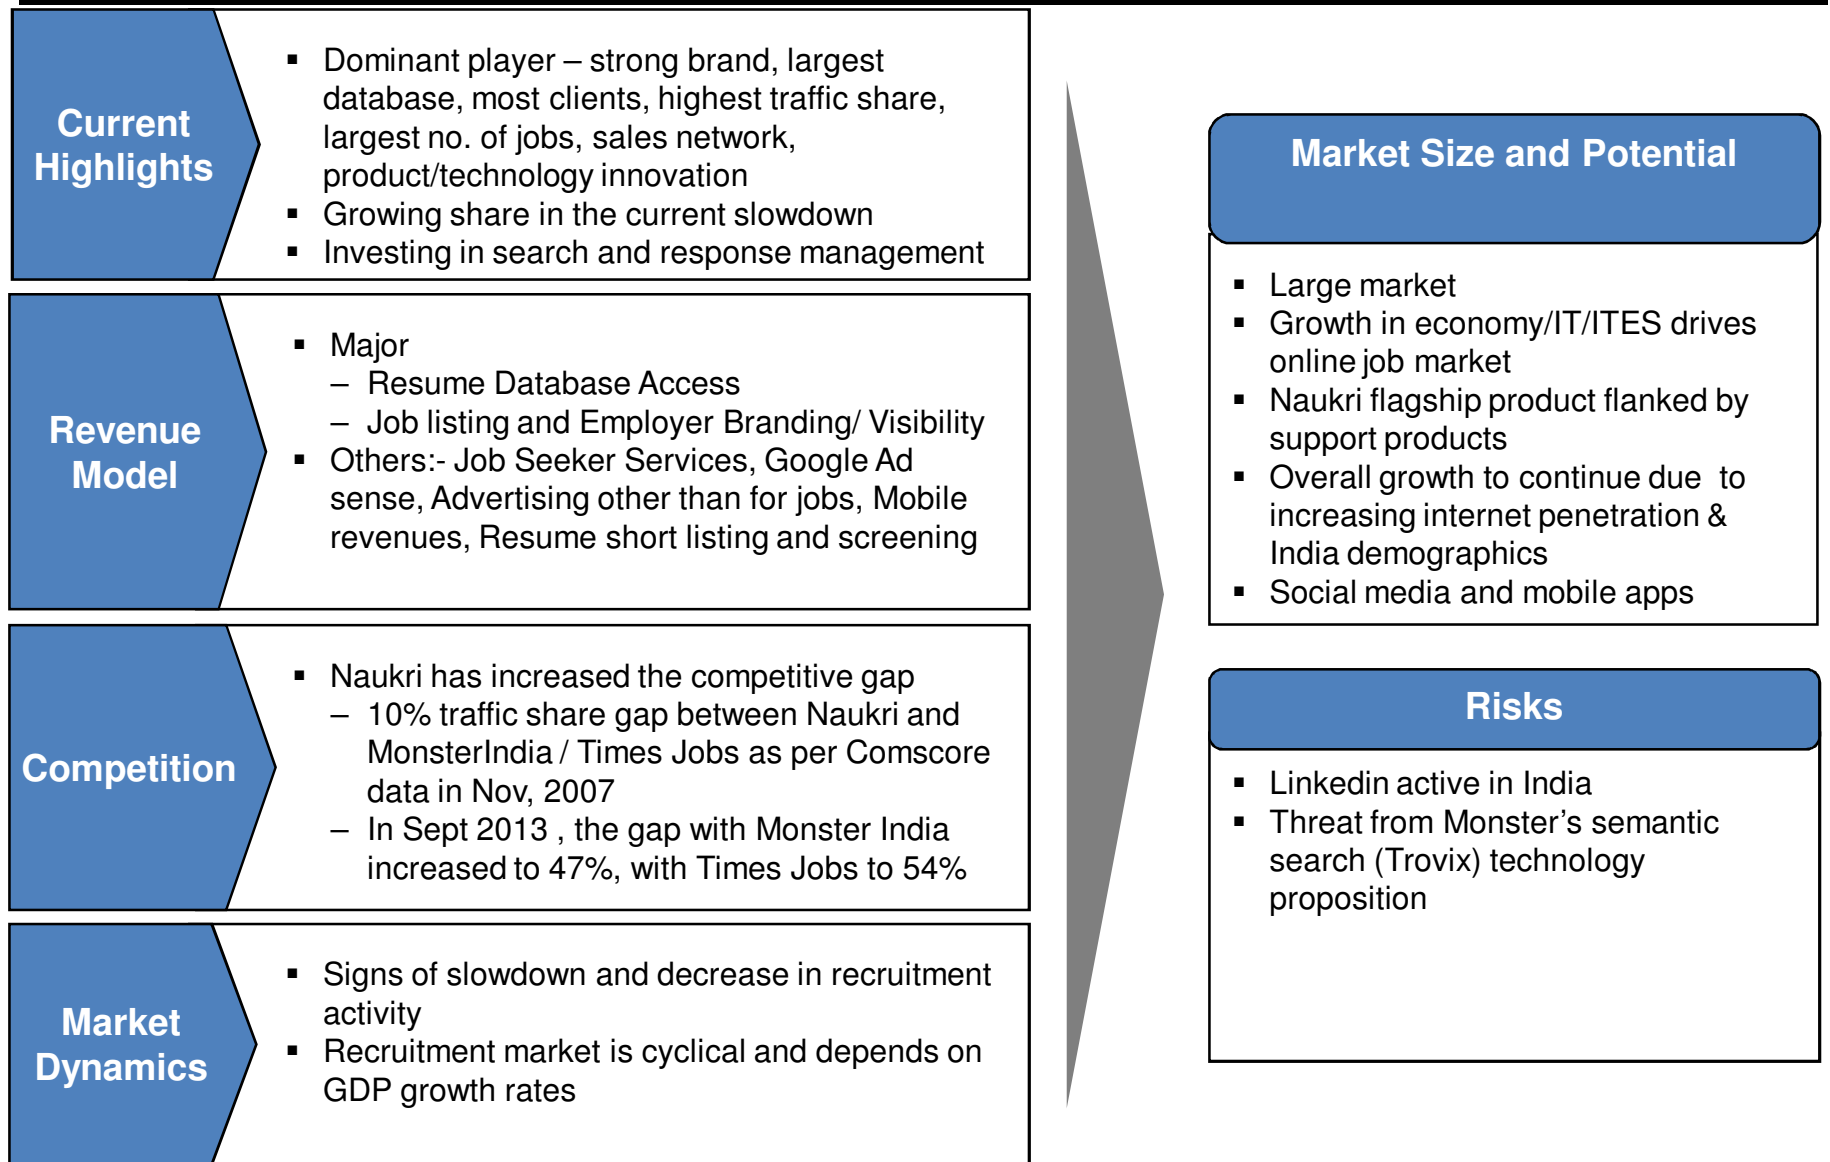 Current
Highlights
▪ Dominant player – strong brand, largest
database, most clients, highest traffic share,
largest no. of jobs, sales network,
product/technology innovation
▪ Growing share in the current slowdown
▪ Investing in search and response management
Revenue
Model
▪ Major
– Resume Database Access
– Job listing and Employer Branding/ Visibility
▪ Others:- Job Seeker Services, Google Ad
sense, Advertising other than for jobs, Mobile
revenues, Resume short listing and screening
Competition
▪ Naukri has increased the competitive gap
– 10% traffic share gap between Naukri and
MonsterIndia / Times Jobs as per Comscore
data in Nov, 2007
– In Sept 2013 , the gap with Monster India
increased to 47%, with Times Jobs to 54%
Market
Dynamics
▪ Signs of slowdown and decrease in recruitment
activity
▪ Recruitment market is cyclical and depends on
GDP growth rates
Market Size and Potential
▪ Large market
▪ Growth in economy/IT/ITES drives
online job market
▪ Naukri flagship product flanked by
support products
▪ Overall growth to continue due  to
increasing internet penetration &
India demographics
▪ Social media and mobile apps
Risks
▪ Linkedin active in India
▪ Threat from Monster’s semantic
search (Trovix) technology
proposition